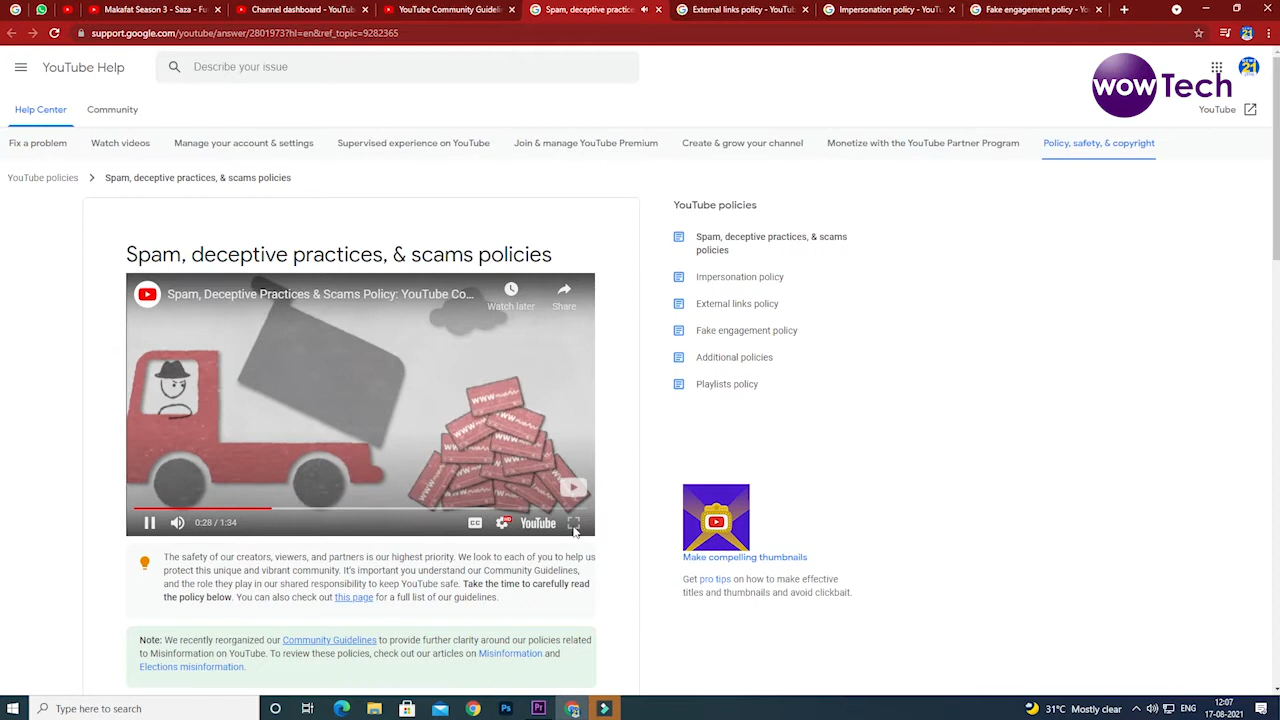 Makafat Season 3 - Saza - Fu
Channel dashboard - YouTub
YouTube Community Guidelin
Spam, deceptive practices
External links policy - YouTub
Impersonation policy - YouTu
Fake engagement policy - Yo
support.google.com/youtube/answer/2801973?hl=en&ref_topic=9282365
YouTube Help
Describe your issue
wowTech
Help Center
Community
YouTube
Fix a problem
Watch videos
Manage your account & settings
Supervised experience on YouTube
Join & manage YouTube Premium
Create & grow your channel
Monetize with the YouTube Partner Program
Policy, safety, & copyright
YouTube policies
Spam, deceptive practices, & scams policies
Spam, deceptive practices, & scams policies
Spam, Deceptive Practices & Scams Policy: YouTube Co...
Watch later
Share
WWW
WWW
WWW
WWW
WWW
WWW
0:28 / 1:34
CC
HD
YouTube
The safety of our creators, viewers, and partners is our highest priority. We look to each of you to help us
protect this unique and vibrant community. It's important you understand our Community Guidelines,
and the role they play in our shared responsibility to keep YouTube safe. Take the time to carefully read
the policy below. You can also check out this page for a full list of our guidelines.
Note: We recently reorganized our Community Guidelines to provide further clarity around our policies related
to Misinformation on YouTube. To review these policies, check out our articles on Misinformation and
Elections misinformation.
YouTube policies
Spam, deceptive practices, & scams
policies
Impersonation policy
External links policy
Fake engagement policy
Additional policies
Playlists policy
Make compelling thumbnails
Get pro tips on how to make effective
titles and thumbnails and avoid clickbait.
Type here to search
Ps
Pr
31°C Mostly clear
ENG
12:07
17-08-2021